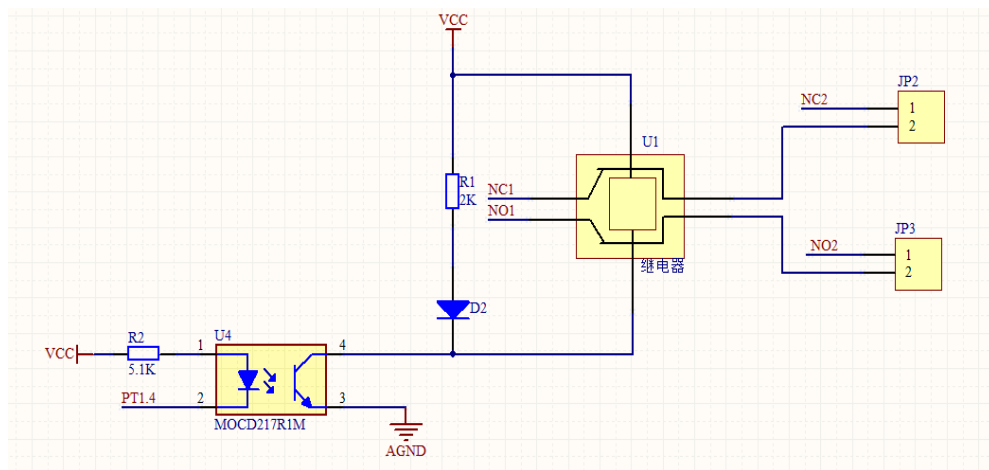 VCC
JP2
NC2
1
2
U1
R1
2K
NC1
NO1
JP3
NO2
1
2
继电器
D2
R2
U4
VCC
1
4
5.1K
PT1.4
2
3
MOCD217R1M
AGND